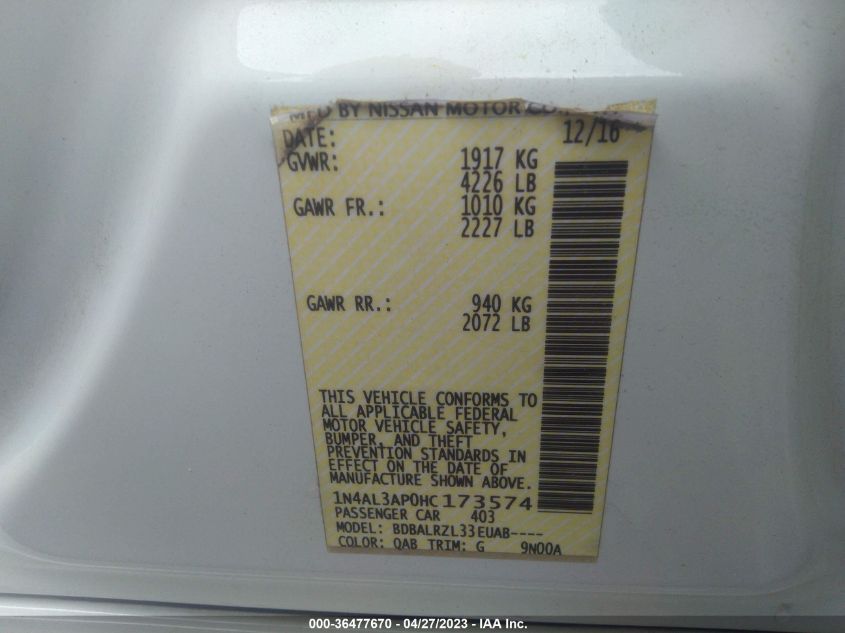 MFD BY NISSAN MOTOR CO
DATE: 12/16
GVWR: 1917 KG
4226 LB
GAWR FR.: 1010 KG
2227 LB
GAWR RR.: 940 KG
2072 LB
THIS VEHICLE CONFORMS TO
ALL APPLICABLE FEDERAL
MOTOR VEHICLE SAFETY,
BUMPER, AND THEFT
PREVENTION STANDARDS IN
EFFECT ON THE DATE OF
MANUFACTURE SHOWN ABOVE.
1N4AL3AP0HC173574
PASSENGER CAR 403
MODEL: BDBALRZL33EUAB----
COLOR: QAB TRIM: G 9N00A
000-36477670 - 04/27/2023 - IAA Inc.